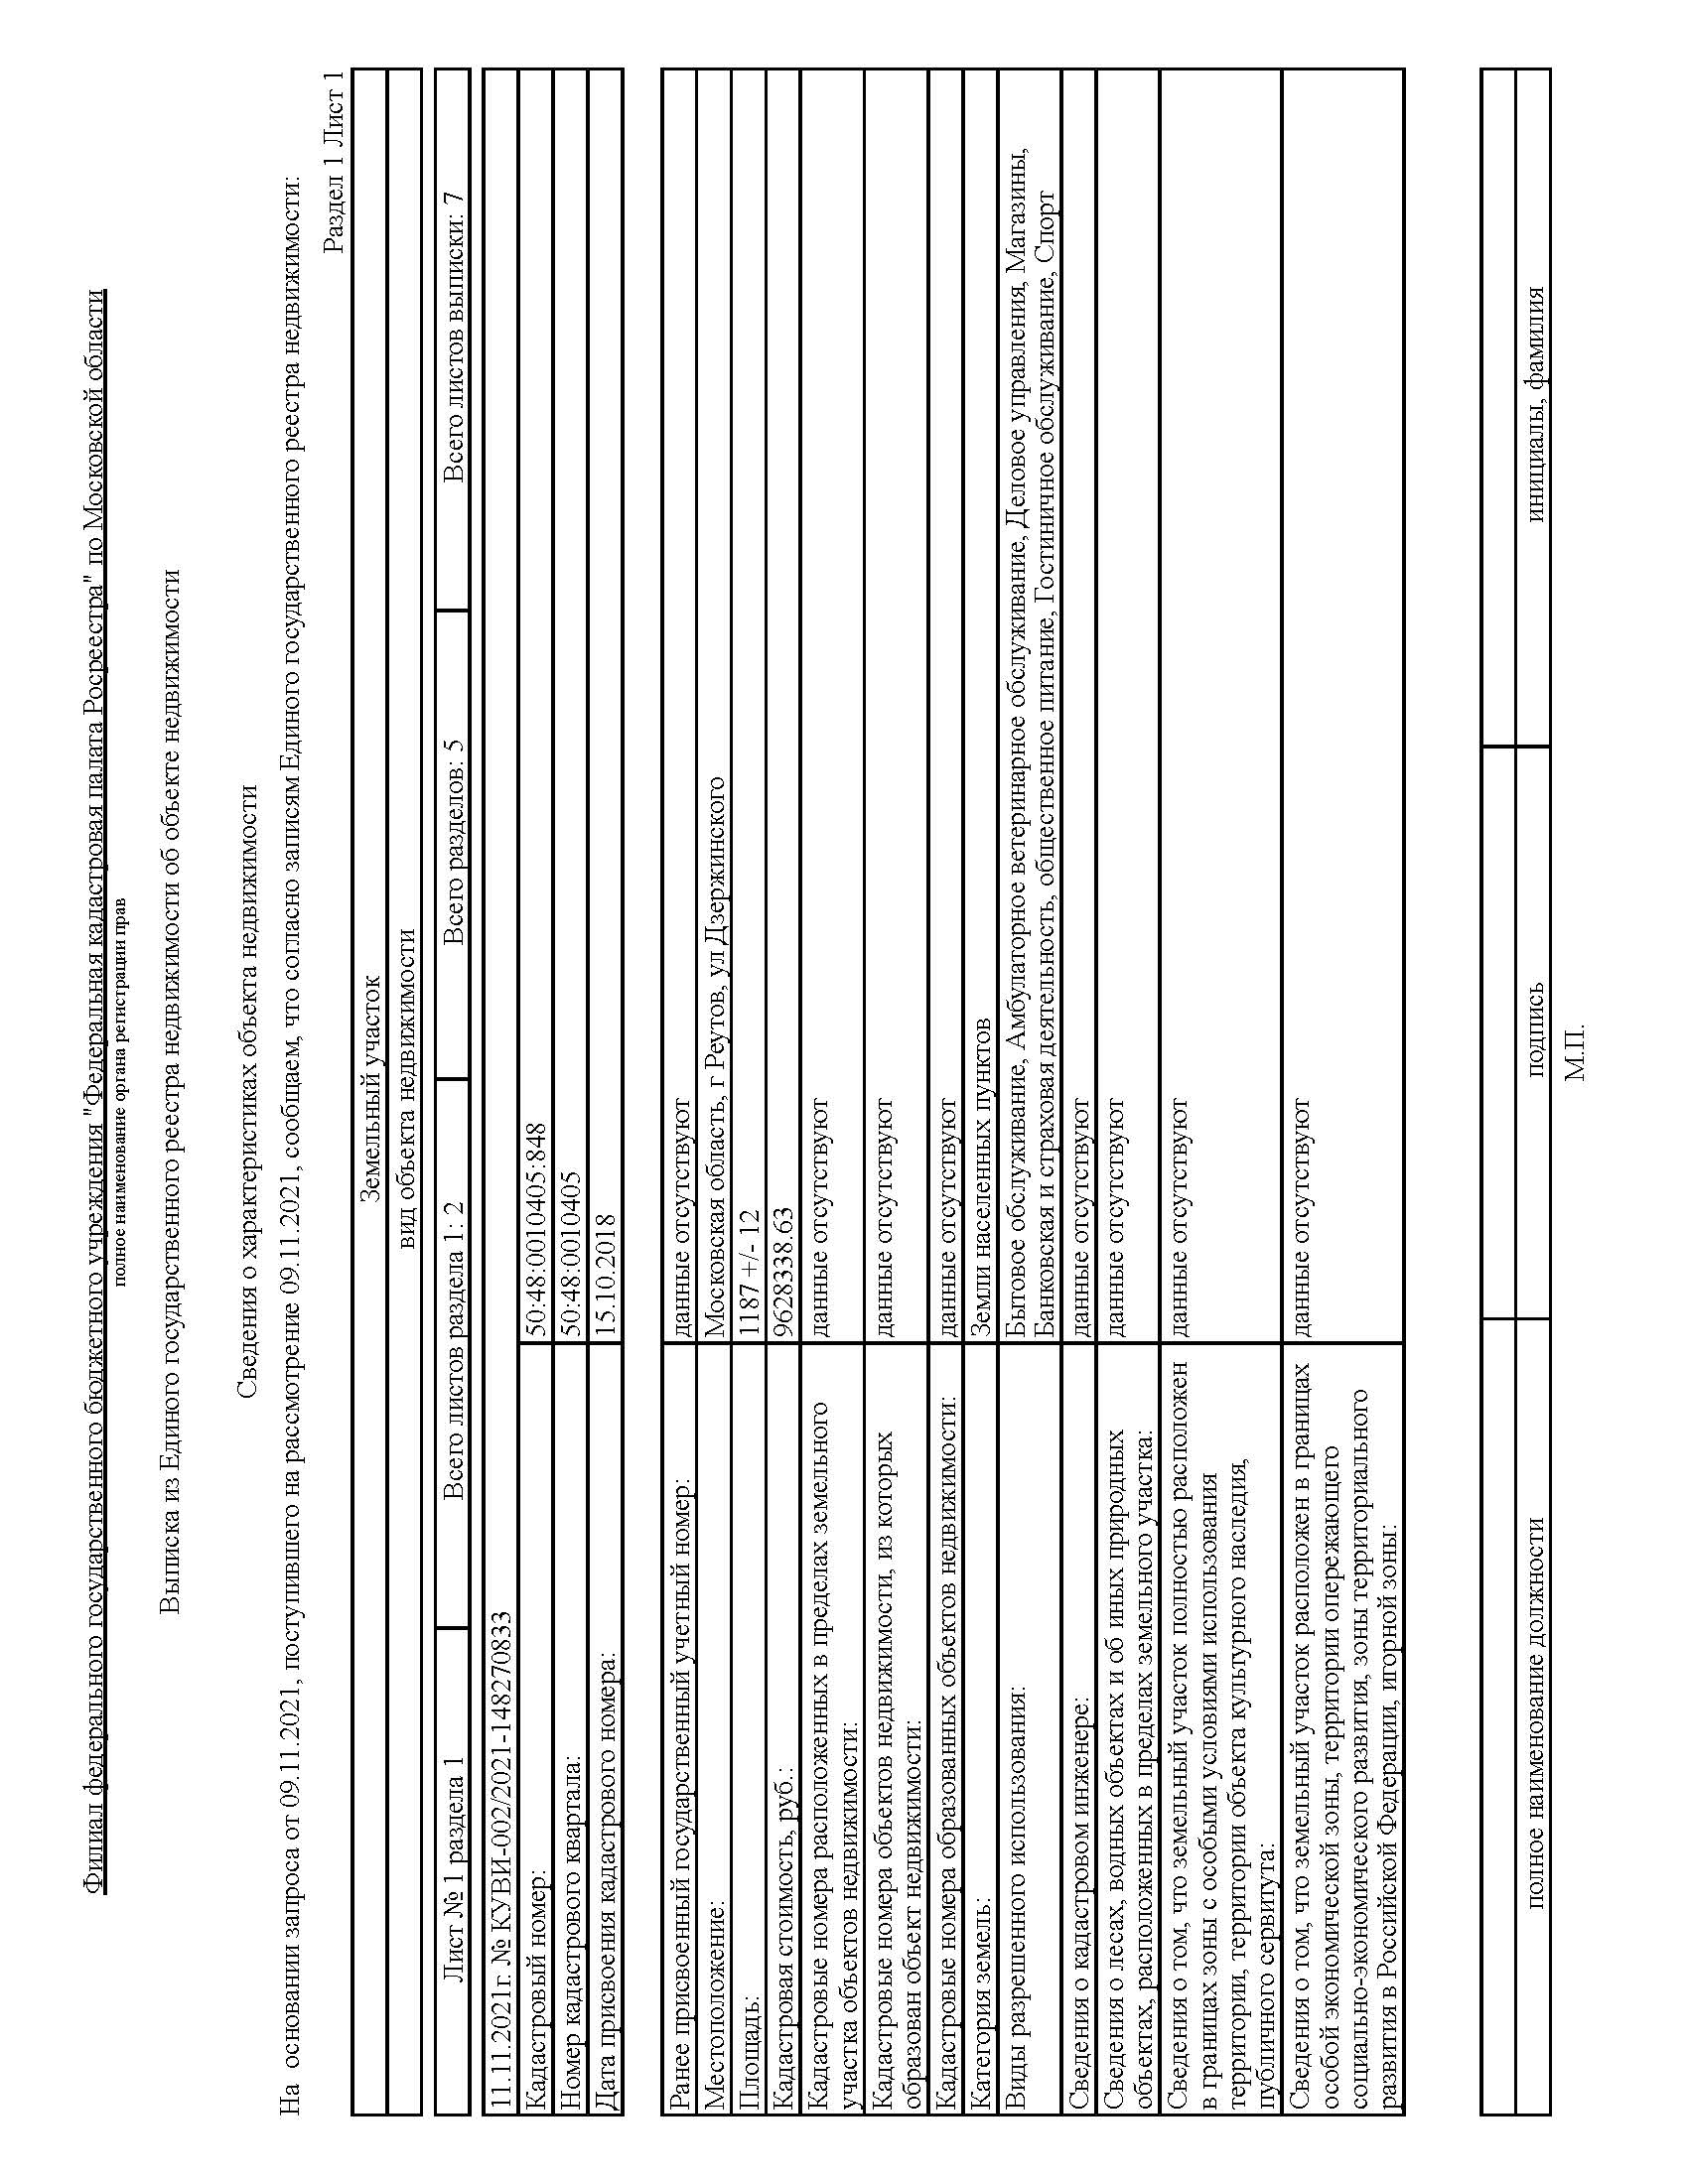 Филиал федерального государственного бюджетного учреждения "Федеральная кадастровая палата Росреестра" по Московской области
полное наименование органа регистрации прав
Выписка из Единого государственного реестра недвижимости об объекте недвижимости
Сведения о характеристиках объекта недвижимости
На основании запроса от 09.11.2021, поступившего на рассмотрение 09.11.2021, сообщаем, что согласно записям Единого государственного реестра недвижимости:
Раздел 1 Лист 1
Земельный участок
вид объекта недвижимости
Лист № 1 раздела 1 Всего листов раздела 1: 2 Всего разделов: 5 Всего листов выписки: 7
11.11.2021г. № КУВИ-002/2021-148270833
Кадастровый номер: 50:48:0010405:848
Номер кадастрового квартала: 50:48:0010405
Дата присвоения кадастрового номера: 15.10.2018
Ранее присвоенный государственный учетный номер: данные отсутствуют
Местоположение: Московская область, г Реутов, ул Дзержинского
Площадь: 1187 +/- 12
Кадастровая стоимость, руб.: 9628338.63
Кадастровые номера расположенных в пределах земельного данные отсутствуют
участка объектов недвижимости:
Кадастровые номера объектов недвижимости, из которых данные отсутствуют
образован объект недвижимости:
Кадастровые номера образованных объектов недвижимости: данные отсутствуют
Категория земель: Земли населенных пунктов
Виды разрешенного использования: Бытовое обслуживание, Амбулаторное ветеринарное обслуживание, Деловое управления, Магазины,
Банковская и страховая деятельность, общественное питание, Гостиничное обслуживание, Спорт
Сведения о кадастровом инженере: данные отсутствуют
Сведения о лесах, водных объектах и об иных природных данные отсутствуют
объектах, расположенных в пределах земельного участка:
Сведения о том, что земельный участок полностью расположен данные отсутствуют
в границах зоны с особыми условиями использования
территории, территории объекта культурного наследия,
публичного сервитута:
Сведения о том, что земельный участок расположен в границах данные отсутствуют
особой экономической зоны, территории опережающего
социально-экономического развития, зоны территориального
развития в Российской Федерации, игорной зоны:
полное наименование должности подпись инициалы, фамилия
М.П.